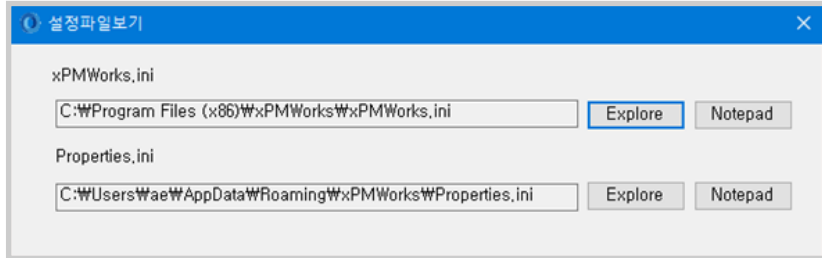 설정파일보기
xPMWorks.ini
C:₩Program Files (x86)₩xPMWorks₩xPMWorks.ini Explore Notepad
Properties.ini
C:₩Users₩ae₩AppData₩Roaming₩xPMWorks₩Properties.ini Explore Notepad